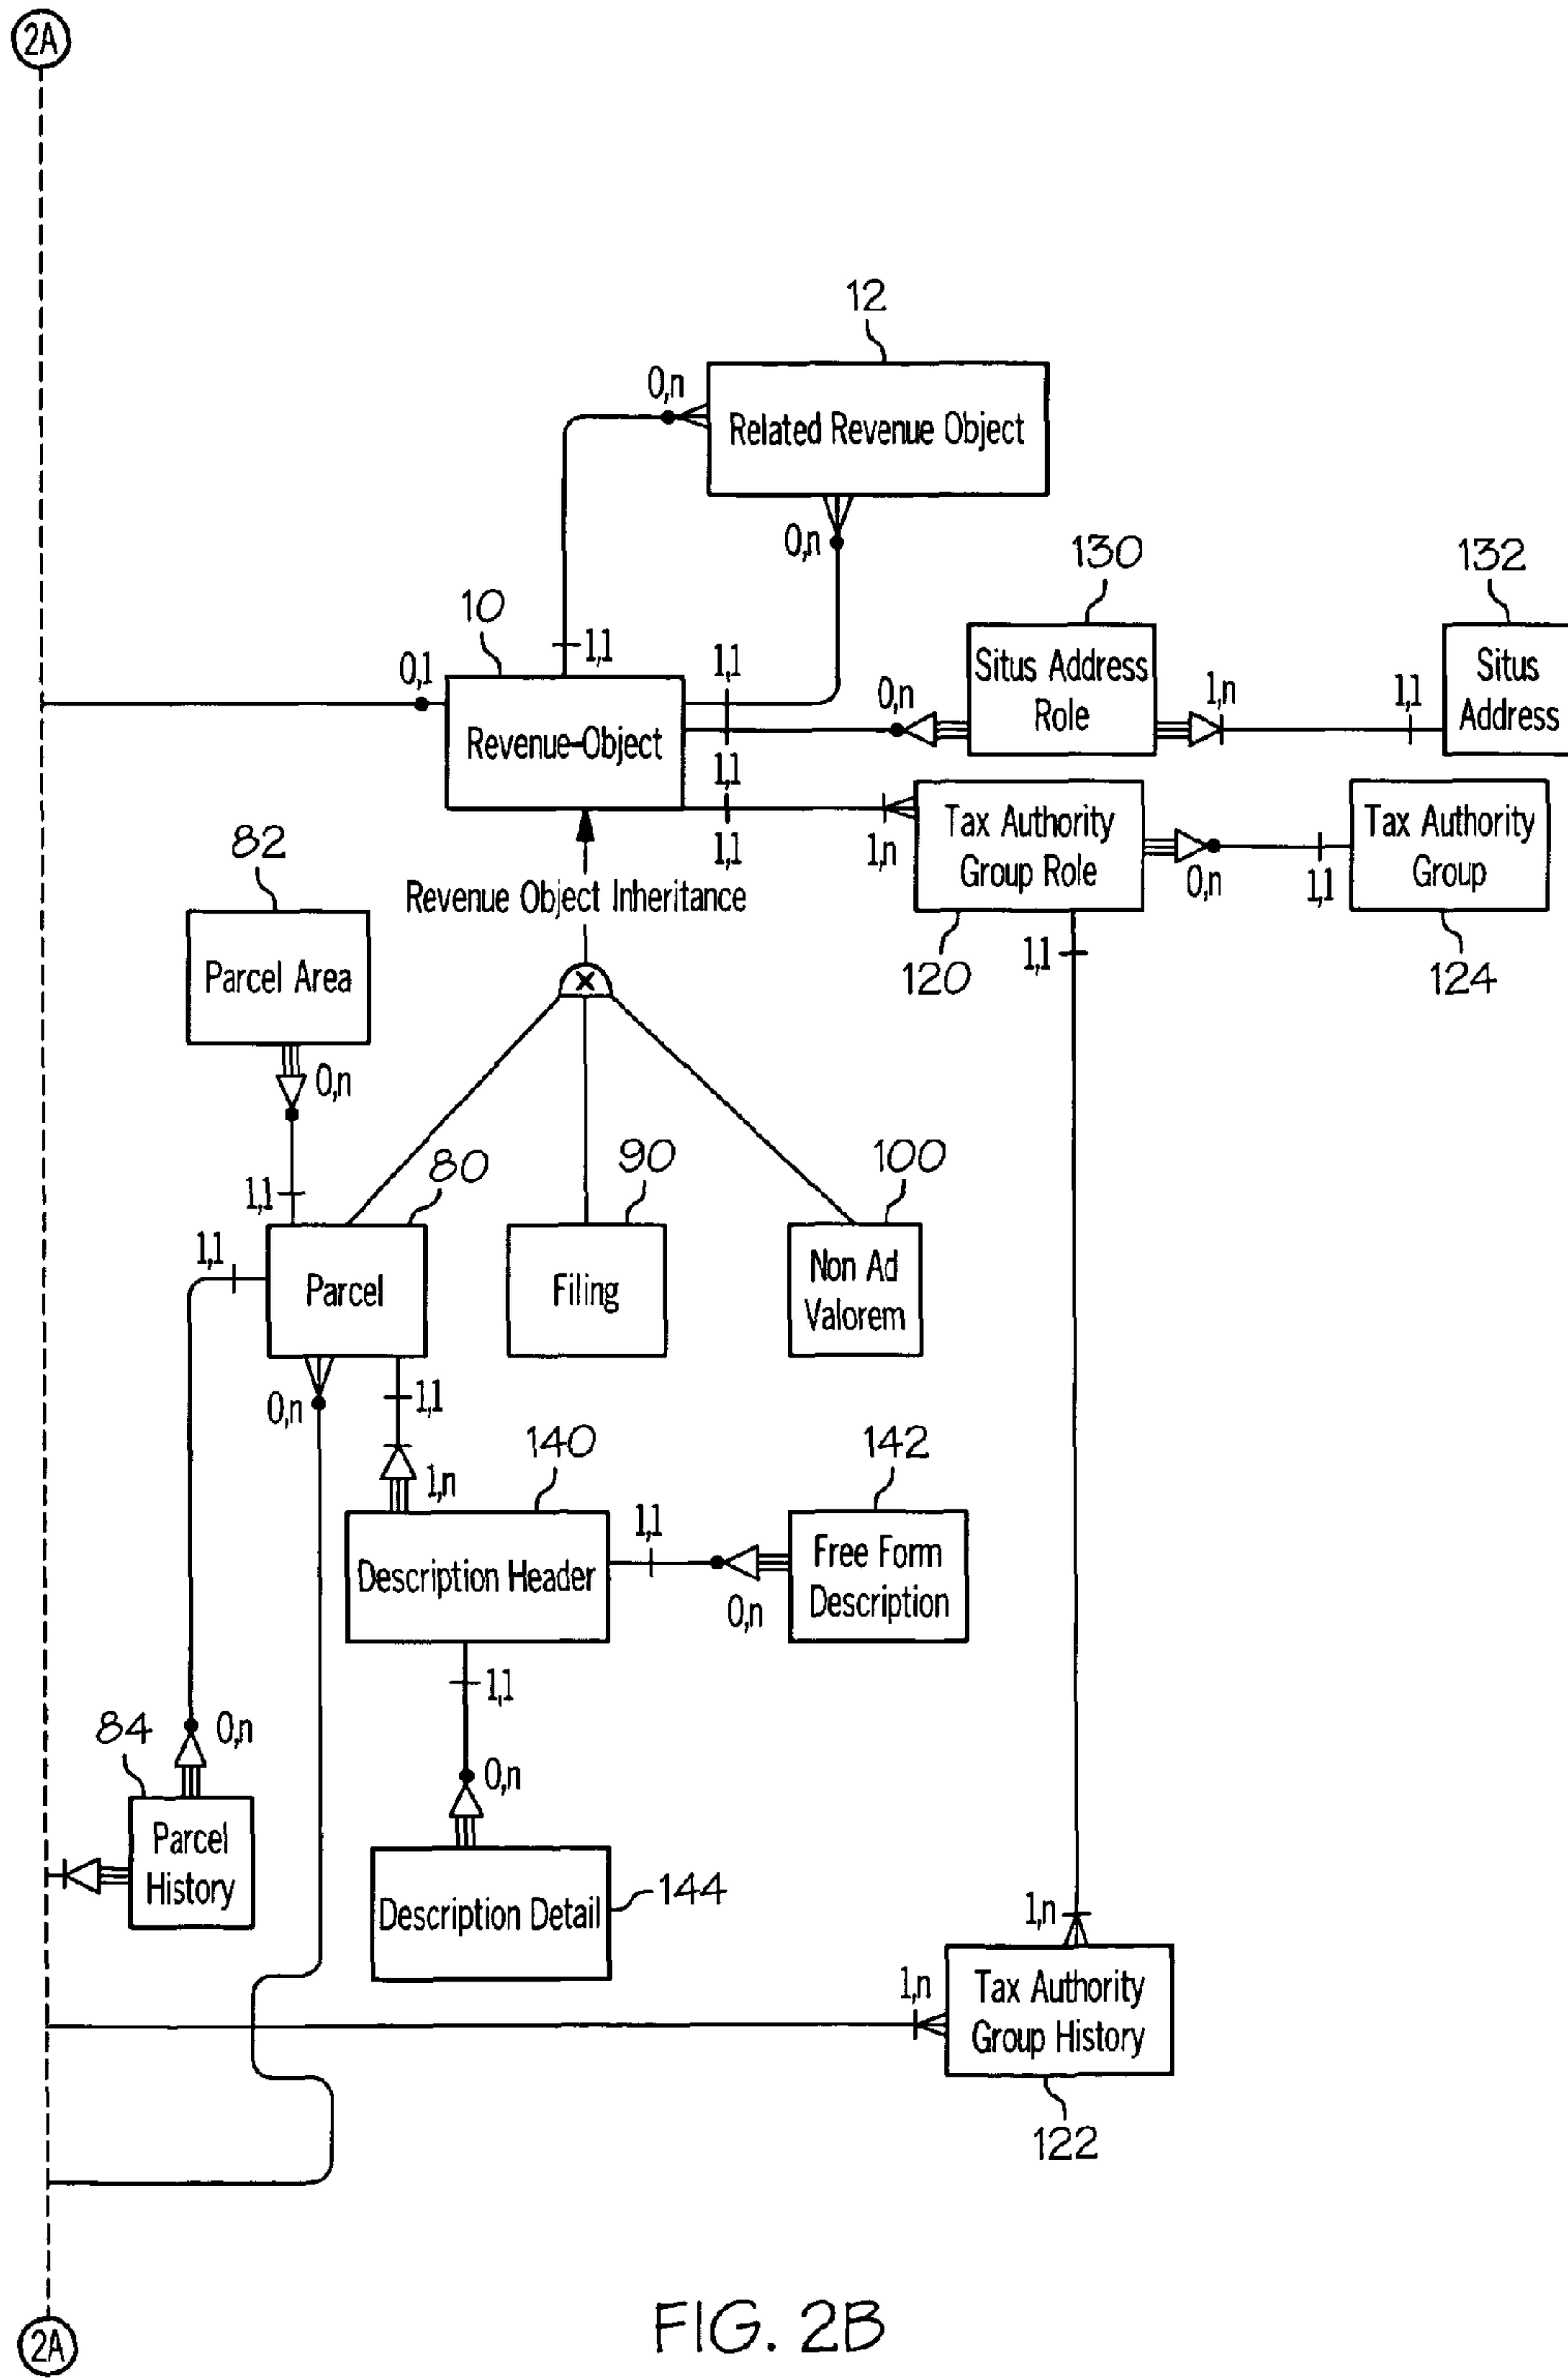 2A
12
0,n
Related Revenue Object
0,n
130
132
10
1,1
Situs Address
Role
Situs
Address
0,1
1,1
0,n
1,n
1,1
Revenue-Object
1,1
1,1
1,n
Tax Authority
Group Role
0,n
1,1
Tax Authority
Group
82
Revenue Object Inheritance
120
1,1
124
Parcel Area
X
0,n
80
90
100
1,1
1,1
Parcel
Filing
Non Ad
Valorem
0,n
1,1
140
142
1,n
1,1
Description Header
Free Form
Description
0,n
1,1
84
0,n
0,n
Parcel
History
Description Detail
144
1,n
1,n
Tax Authority
Group History
122
2A
FIG. 2B